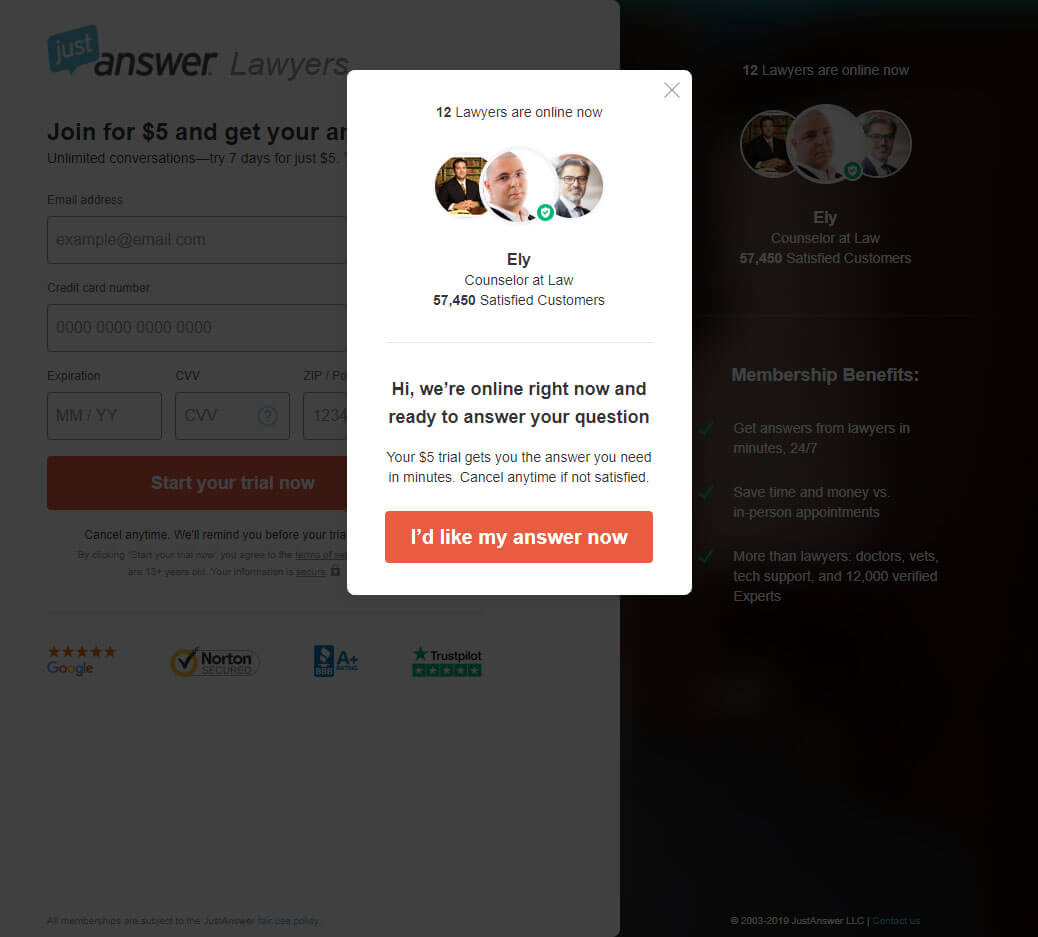 just
answer Lawyers
Join for $5 and get your an
Unlimited conversations—try 7 days for just $5.
Email address
example@email.com
Credit card number
0000 0000 0000 0000
Expiration CVV ZIP / Po
MM / YY CVV ? 1234
Start your trial now
Cancel anytime. We'll remind you before your tria
By clicking "Start your trial now" you agree to the terms of se
are 13+ years old. Your information is secure.
Google
Norton
SECURED
BBB A+
RATING
Trustpilot
All memberships are subject to the JustAnswer fair use policy.
12 Lawyers are online now
Ely
Counselor at Law
57,450 Satisfied Customers
Hi, we’re online right now and
ready to answer your question
Your $5 trial gets you the answer you need
in minutes. Cancel anytime if not satisfied.
I’d like my answer now
12 Lawyers are online now
Ely
Counselor at Law
57,450 Satisfied Customers
Membership Benefits:
Get answers from lawyers in
minutes, 24/7
Save time and money vs.
in-person appointments
More than lawyers: doctors, vets,
tech support, and 12,000 verified
Experts
© 2003-2019 JustAnswer LLC | Contact us